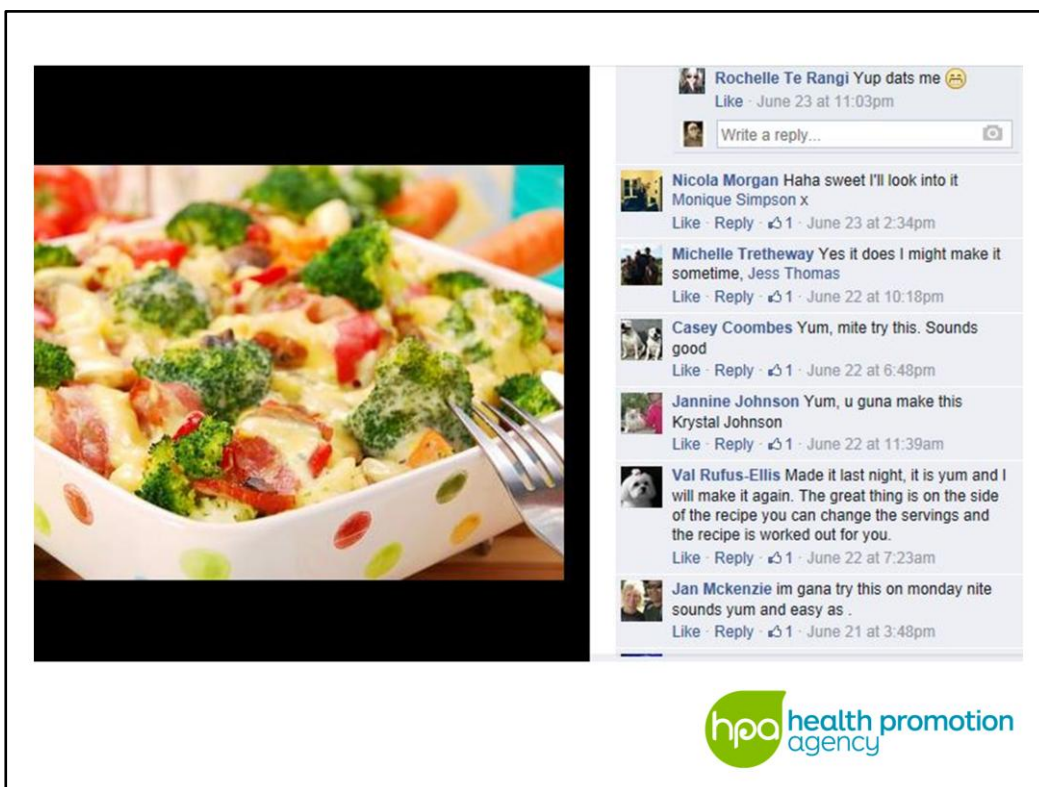 Rochelle Te Rangi Yup dats me
Like · June 23 at 11:03pm
Write a reply...
Nicola Morgan Haha sweet I'll look into it
Monique Simpson x
Like · Reply · 1 · June 23 at 2:34pm
Michelle Tretheway Yes it does I might make it
sometime, Jess Thomas
Like · Reply · 1 · June 22 at 10:18pm
Casey Coombes Yum, mite try this. Sounds
good
Like · Reply · 1 · June 22 at 6:48pm
Jannine Johnson Yum, u guna make this
Krystal Johnson
Like · Reply · 1 · June 22 at 11:39am
Val Rufus-Ellis Made it last night, it is yum and I
will make it again. The great thing is on the side
of the recipe you can change the servings and
the recipe is worked out for you.
Like · Reply · 1 · June 22 at 7:23am
Jan Mckenzie im gana try this on monday nite
sounds yum and easy as .
Like · Reply · 1 · June 21 at 3:48pm
hpa health promotion
agency